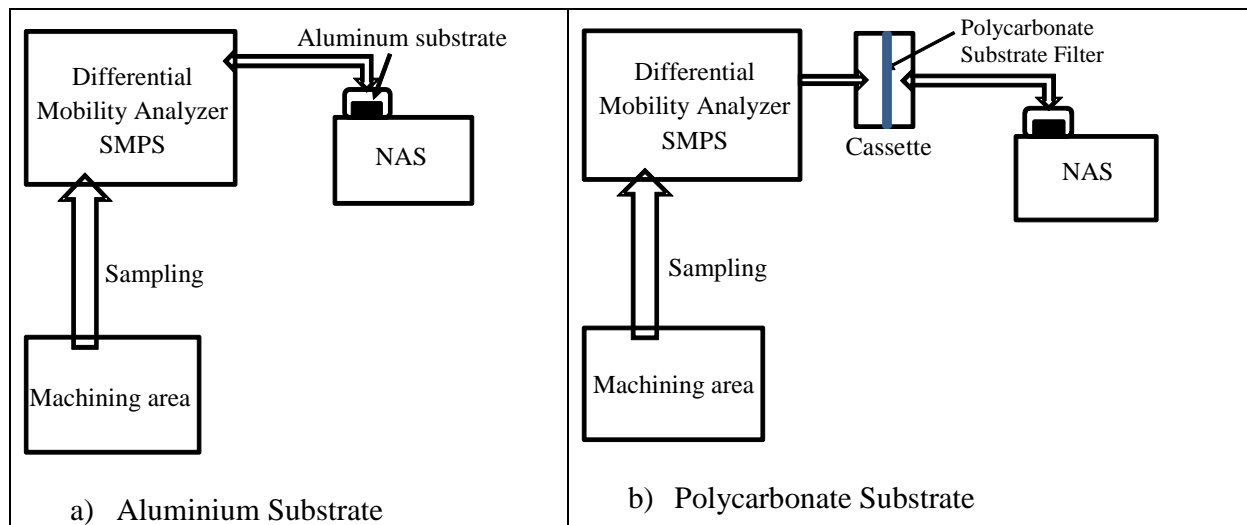 Aluminum substrate
Differential
Mobility Analyzer
SMPS
NAS
Sampling
Machining area
a) Aluminium Substrate
Polycarbonate
Substrate Filter
Differential
Mobility Analyzer
SMPS
Cassette
NAS
Sampling
Machining area
b) Polycarbonate Substrate